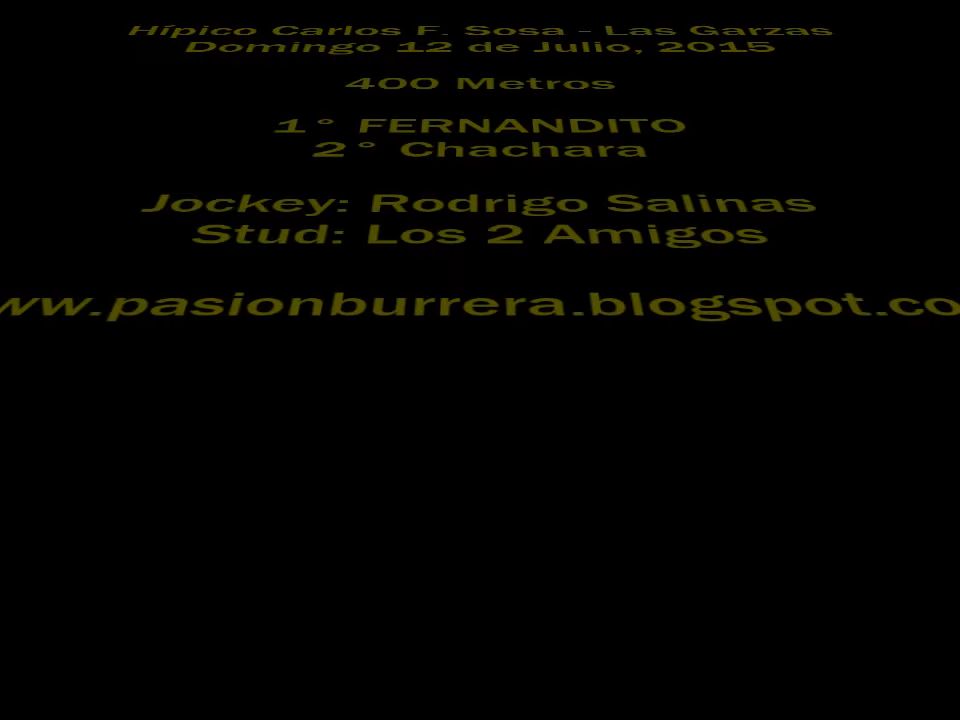 Hípico Carlos F. Sosa - Las Garzas
Domingo 12 de Julio, 2015
400 Metros
1° FERNANDITO
2° Chachara
Jockey: Rodrigo Salinas
Stud: Los 2 Amigos
ww.pasionburrera.blogspot.co